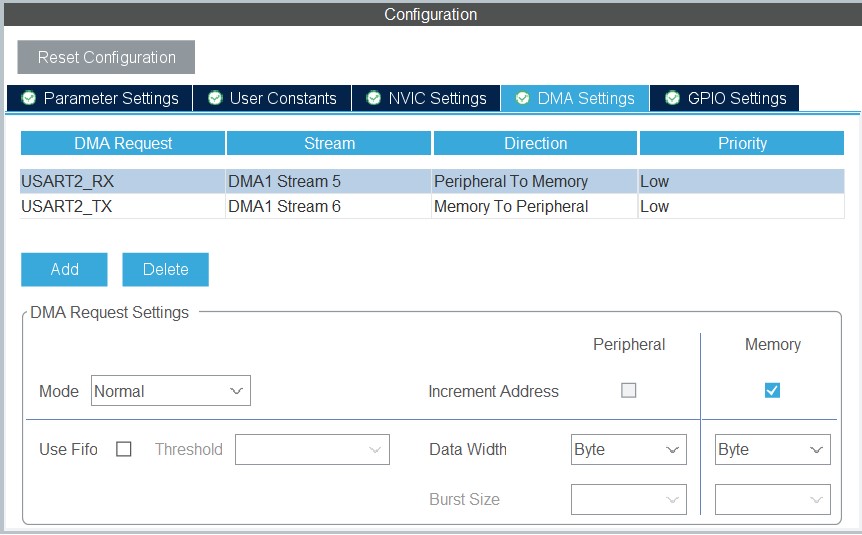 Configuration
Reset Configuration
Parameter Settings User Constants NVIC Settings DMA Settings GPIO Settings
DMA Request Stream Direction Priority
USART2_RX DMA1 Stream 5 Peripheral To Memory Low
USART2_TX DMA1 Stream 6 Memory To Peripheral Low
Add Delete
DMA Request Settings
Peripheral Memory
Mode Normal Increment Address
Use Fifo Threshold Data Width Byte Byte
Burst Size